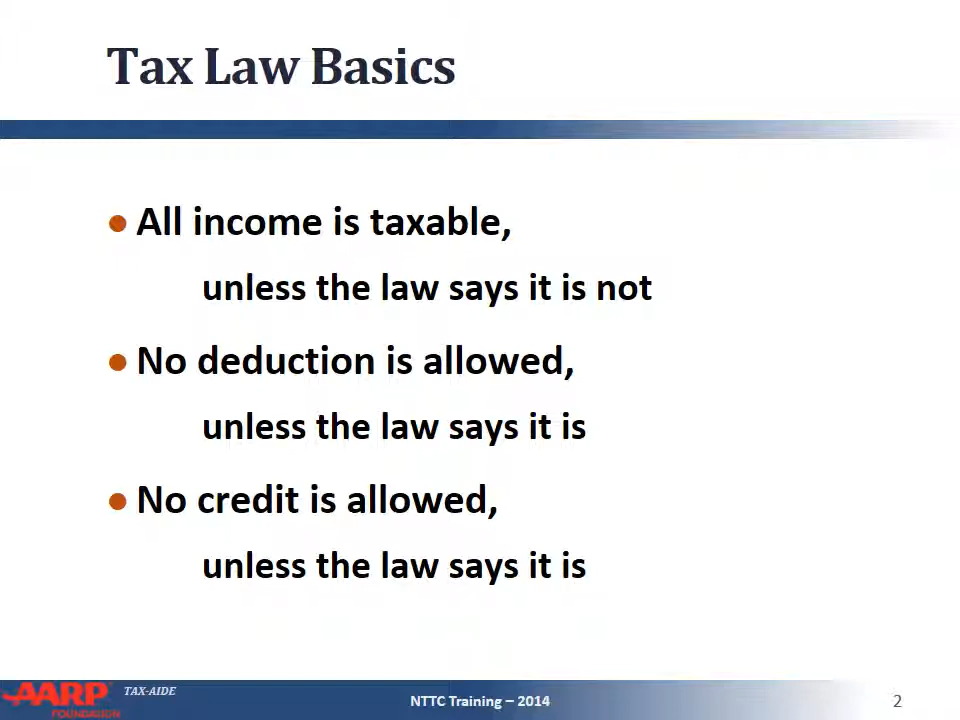 Tax Law Basics
● All income is taxable,
unless the law says it is not
● No deduction is allowed,
unless the law says it is
● No credit is allowed,
unless the law says it is
AARP TAX-AIDE
FOUNDATION
NTTC Training – 2014
2